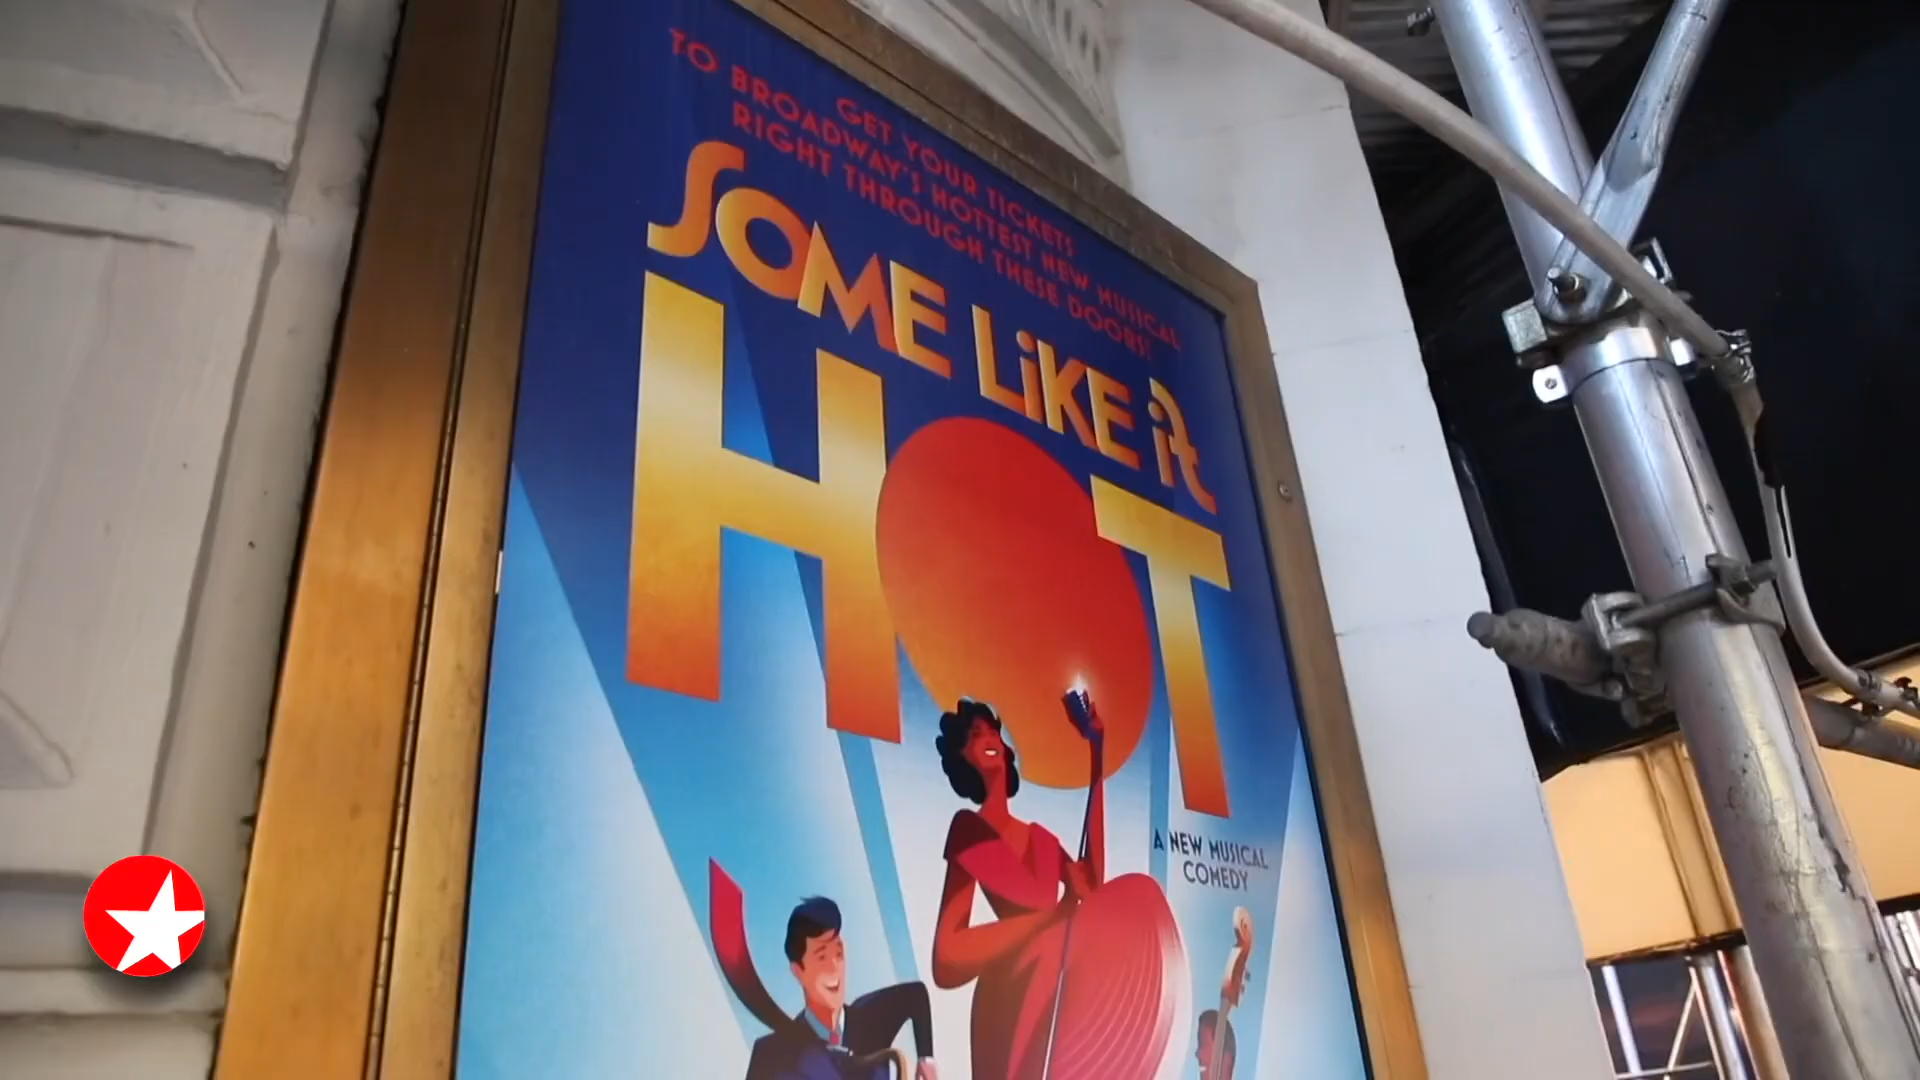 GET YOUR TICKETS
TO BROADWAY'S HOTTEST NEW MUSICAL
RIGHT THROUGH THESE DOORS!
SOME LiKE it
HOT
A NEW MUSICAL
COMEDY